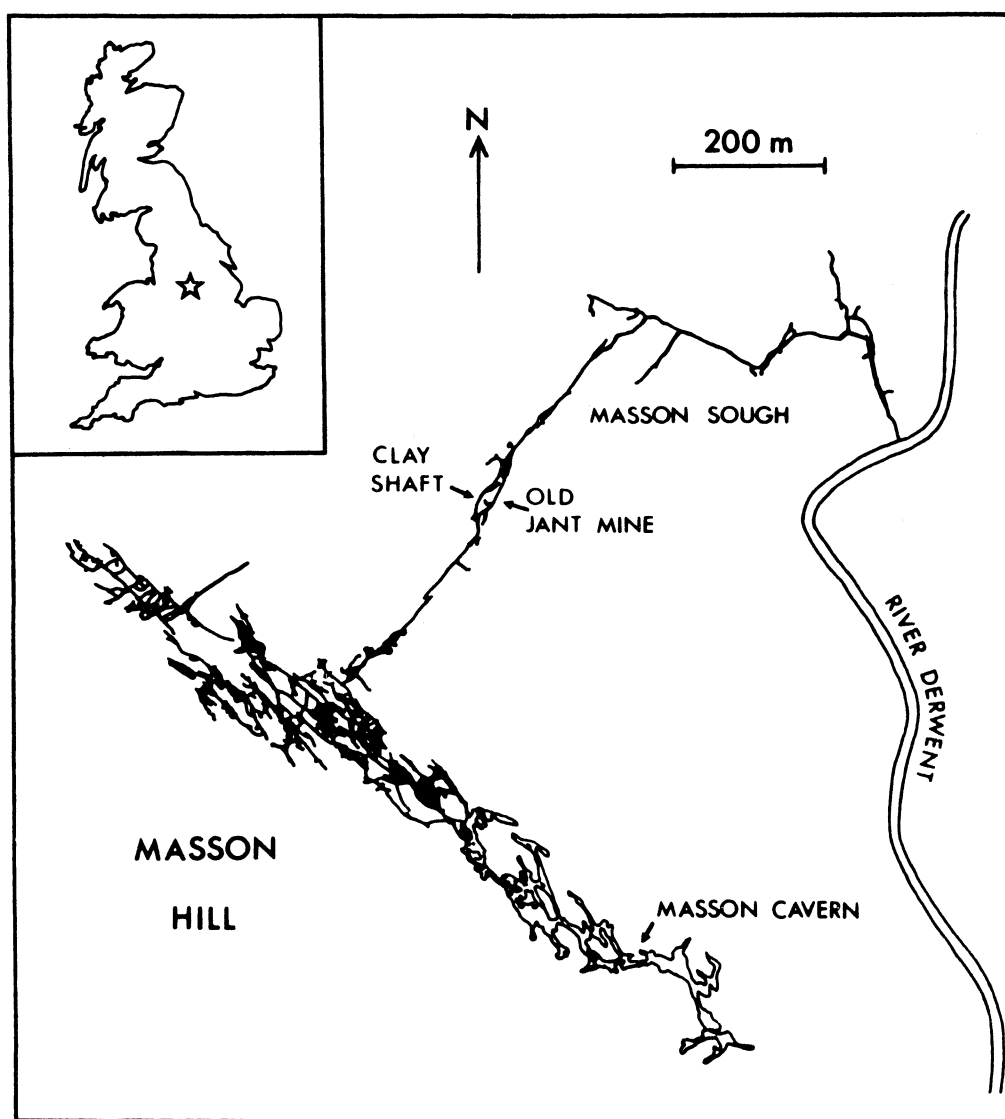 N
200 m
MASSON SOUGH
CLAY
SHAFT
OLD
JANT MINE
RIVER DERWENT
MASSON
HILL
MASSON CAVERN